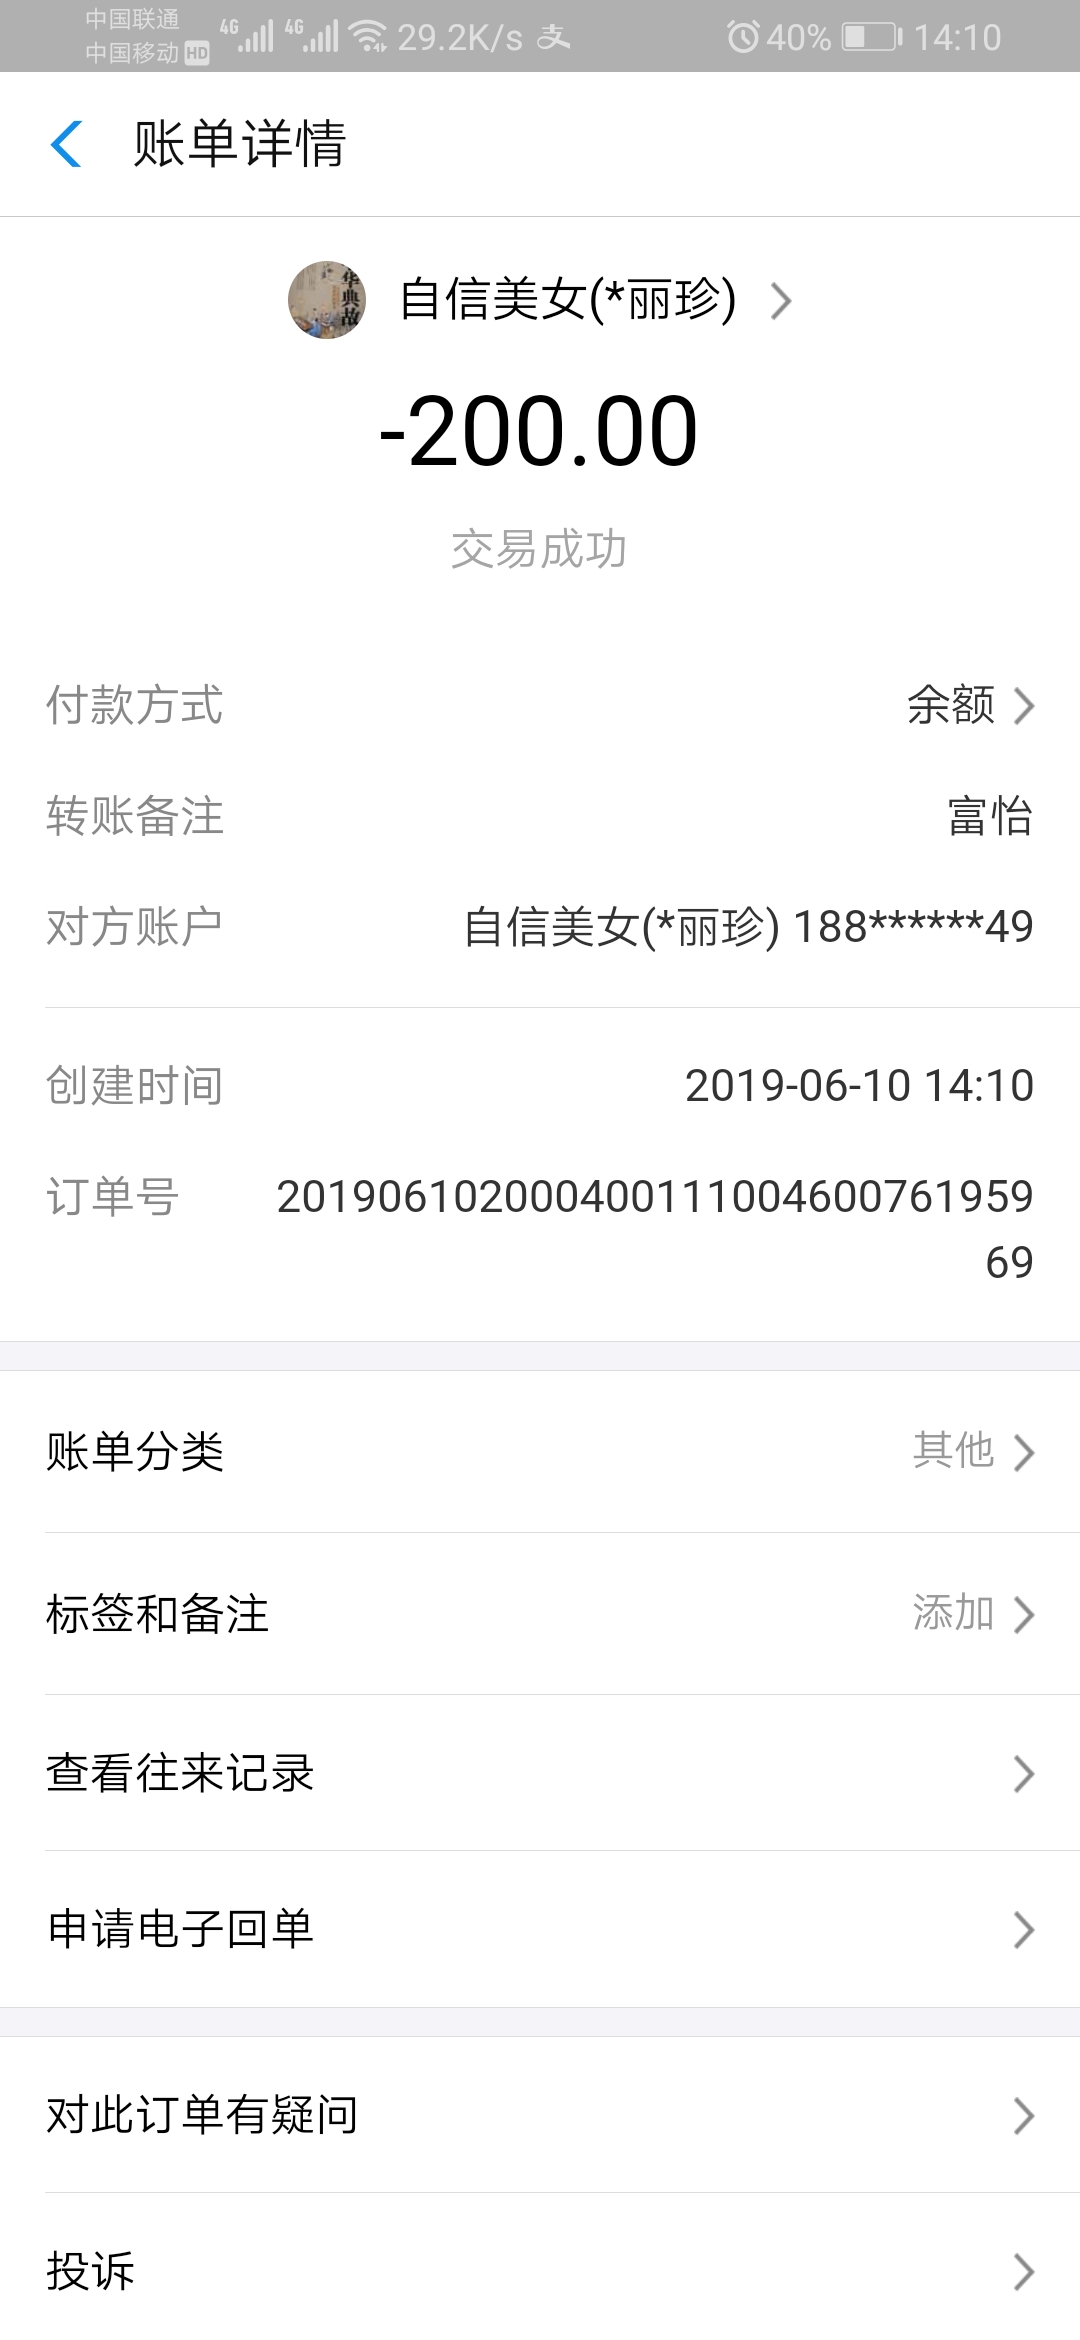 中国联通
中国移动 HD
4G 4G 29.2K/s 支 40% 14:10
账单详情
华典故
自信美女(*丽珍)
-200.00
交易成功
付款方式 余额
转账备注 富怡
对方账户 自信美女(*丽珍) 188******49
创建时间 2019-06-10 14:10
订单号 201906102000400111004600761959
69
账单分类 其他
标签和备注 添加
查看往来记录
申请电子回单
对此订单有疑问
投诉